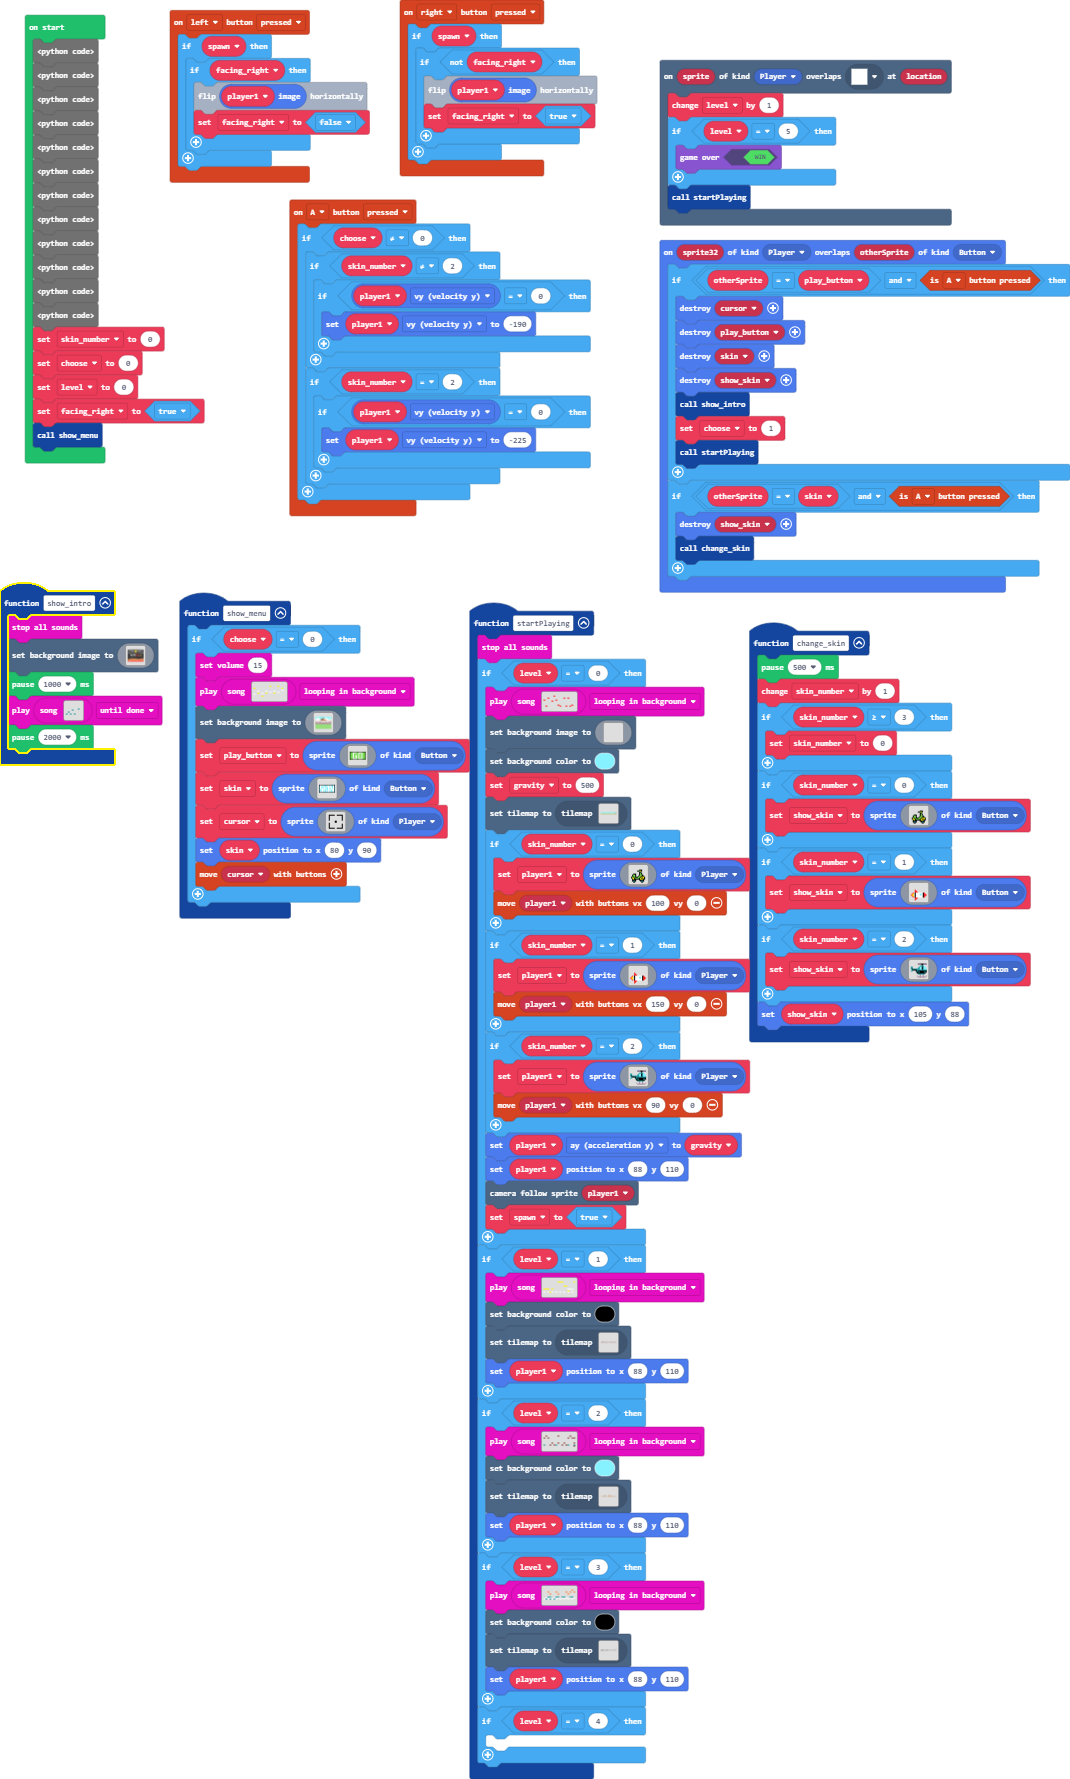 on start
<python code>
<python code>
<python code>
<python code>
<python code>
<python code>
<python code>
<python code>
<python code>
<python code>
<python code>
<python code>
set skin_number to 0
set choose to 0
set level to 0
set facing_right to true
call show_menu
on left button pressed
if spawn then
if facing_right then
flip player1 image horizontally
set facing_right to false
on right button pressed
if spawn then
if not facing_right then
flip player1 image horizontally
set facing_right to true
on A button pressed
if choose ≠ 0 then
if skin_number ≠ 2 then
if player1 vy (velocity y) = 0 then
set player1 vy (velocity y) to -190
if skin_number = 2 then
if player1 vy (velocity y) = 0 then
set player1 vy (velocity y) to -225
on sprite of kind Player overlaps at location
change level by 1
if level = 5 then
game over WIN
call startPlaying
on sprite32 of kind Player overlaps otherSprite of kind Button
if otherSprite = play_button and is A button pressed then
destroy cursor
destroy play_button
destroy skin
destroy show_skin
call show_intro
set choose to 1
call startPlaying
if otherSprite = skin and is A button pressed then
destroy show_skin
call change_skin
function show_intro
stop all sounds
set background image to
pause 1000 ms
play song until done
pause 2000 ms
function show_menu
if choose = 0 then
set volume 15
play song looping in background
set background image to
set play_button to sprite of kind Button
set skin to sprite of kind Button
set cursor to sprite of kind Player
set skin position to x 80 y 90
move cursor with buttons
function startPlaying
stop all sounds
if level = 0 then
play song looping in background
set background image to
set background color to
set gravity to 500
set tilemap to tilemap
if skin_number = 0 then
set player1 to sprite of kind Player
move player1 with buttons vx 100 vy 0
if skin_number = 1 then
set player1 to sprite of kind Player
move player1 with buttons vx 150 vy 0
if skin_number = 2 then
set player1 to sprite of kind Player
move player1 with buttons vx 90 vy 0
set player1 ay (acceleration y) to gravity
set player1 position to x 88 y 110
camera follow sprite player1
set spawn to true
if level = 1 then
play song looping in background
set background color to
set tilemap to tilemap
set player1 position to x 88 y 110
if level = 2 then
play song looping in background
set background color to
set tilemap to tilemap
set player1 position to x 88 y 110
if level = 3 then
play song looping in background
set background color to
set tilemap to tilemap
set player1 position to x 88 y 110
if level = 4 then
function change_skin
pause 500 ms
change skin_number by 1
if skin_number ≥ 3 then
set skin_number to 0
if skin_number = 0 then
set show_skin to sprite of kind Button
if skin_number = 1 then
set show_skin to sprite of kind Button
if skin_number = 2 then
set show_skin to sprite of kind Button
set show_skin position to x 105 y 88